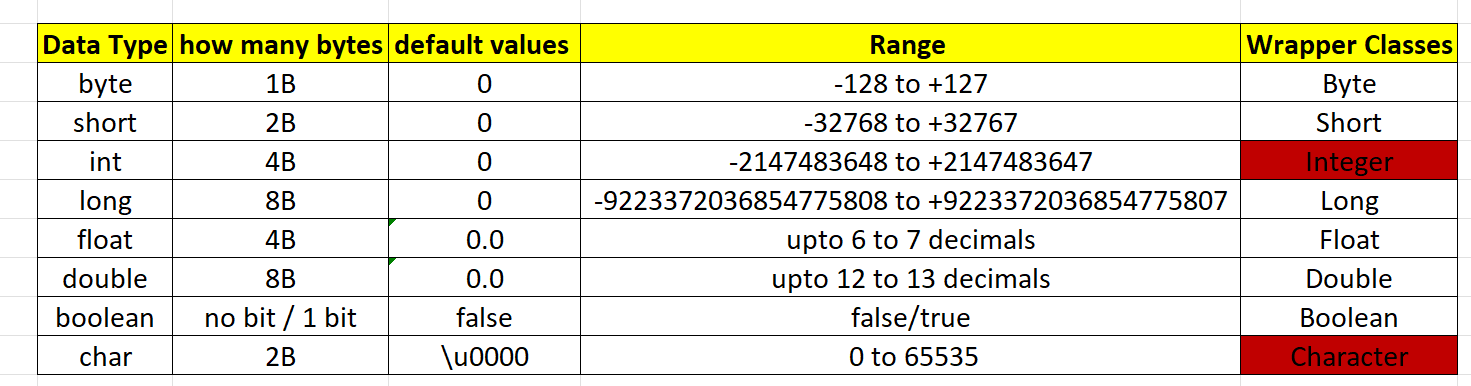 Data Type how many bytes default values Range Wrapper Classes
byte 1B 0 -128 to +127 Byte
short 2B 0 -32768 to +32767 Short
int 4B 0 -2147483648 to +2147483647 Integer
long 8B 0 -9223372036854775808 to +9223372036854775807 Long
float 4B 0.0 upto 6 to 7 decimals Float
double 8B 0.0 upto 12 to 13 decimals Double
boolean no bit / 1 bit false false/true Boolean
char 2B \u0000 0 to 65535 Character